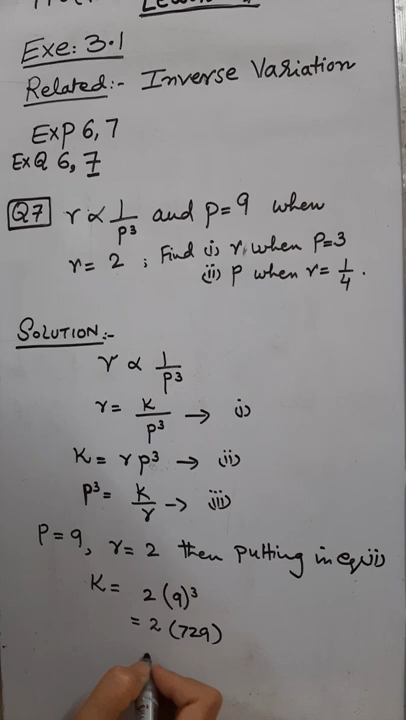 Exe: 3.1
Related:- Inverse Variation
Exp 6, 7
Ex Q 6, 7
Q7 r ∝ 1/p³ and p = 9 when
r = 2 ; Find i) r, when p = 3
ii) p when r = 1/4 .
SOLUTION:-
r ∝ 1/p³
r = K/p³ → i)
K = r p³ → ii)
p³ = K/r → iii)
p = 9, r = 2 then putting in eq ii)
K = 2 (9)³
= 2 (729)